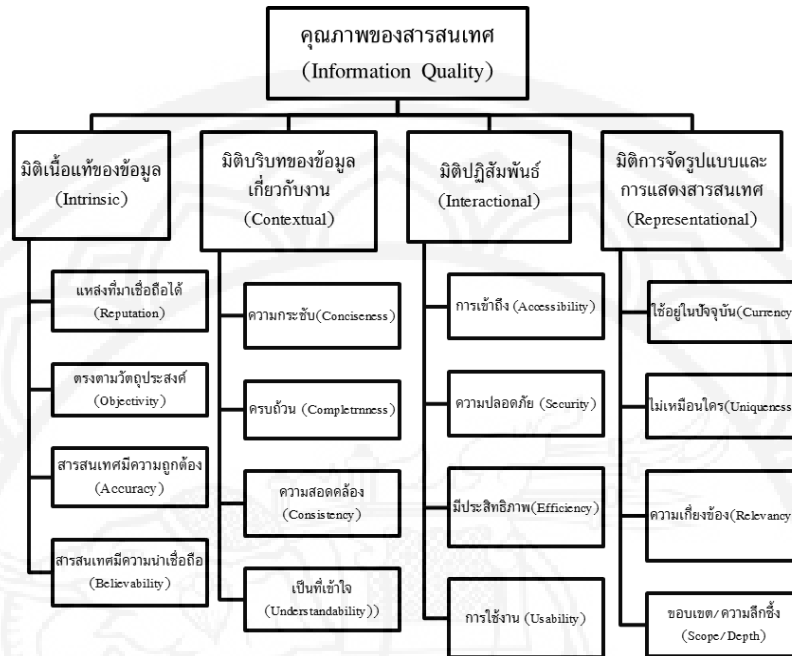 คุณภาพของสารสนเทศ
(Information Quality)
มิติเนื้อแท้ของข้อมูล
(Intrinsic)
แหล่งที่มาเชื่อถือได้
(Reputation)
ตรงตามวัตถุประสงค์
(Objectivity)
สารสนเทศมีความถูกต้อง
(Accuracy)
สารสนเทศมีความน่าเชื่อถือ
(Believability)
มิติบริบทของข้อมูล
เกี่ยวกับงาน
(Contextual)
ความกระชับ(Conciseness)
ครบถ้วน (Completrnness)
ความสอดคล้อง
(Consistency)
เป็นที่เข้าใจ
(Understandability))
มิติปฏิสัมพันธ์
(Interactional)
การเข้าถึง (Accessibility)
ความปลอดภัย (Security)
มีประสิทธิภาพ(Efficiency)
การใช้งาน (Usability)
มิติการจัดรูปแบบและ
การแสดงสารสนเทศ
(Representational)
ใช้อยู่ในปัจจุบัน(Currency
ไม่เหมือนใคร(Uniqueness
ความเกี่ยงข้อง(Relevancy
ขอบเขต/ความลึกซึ้ง
(Scope/Depth)